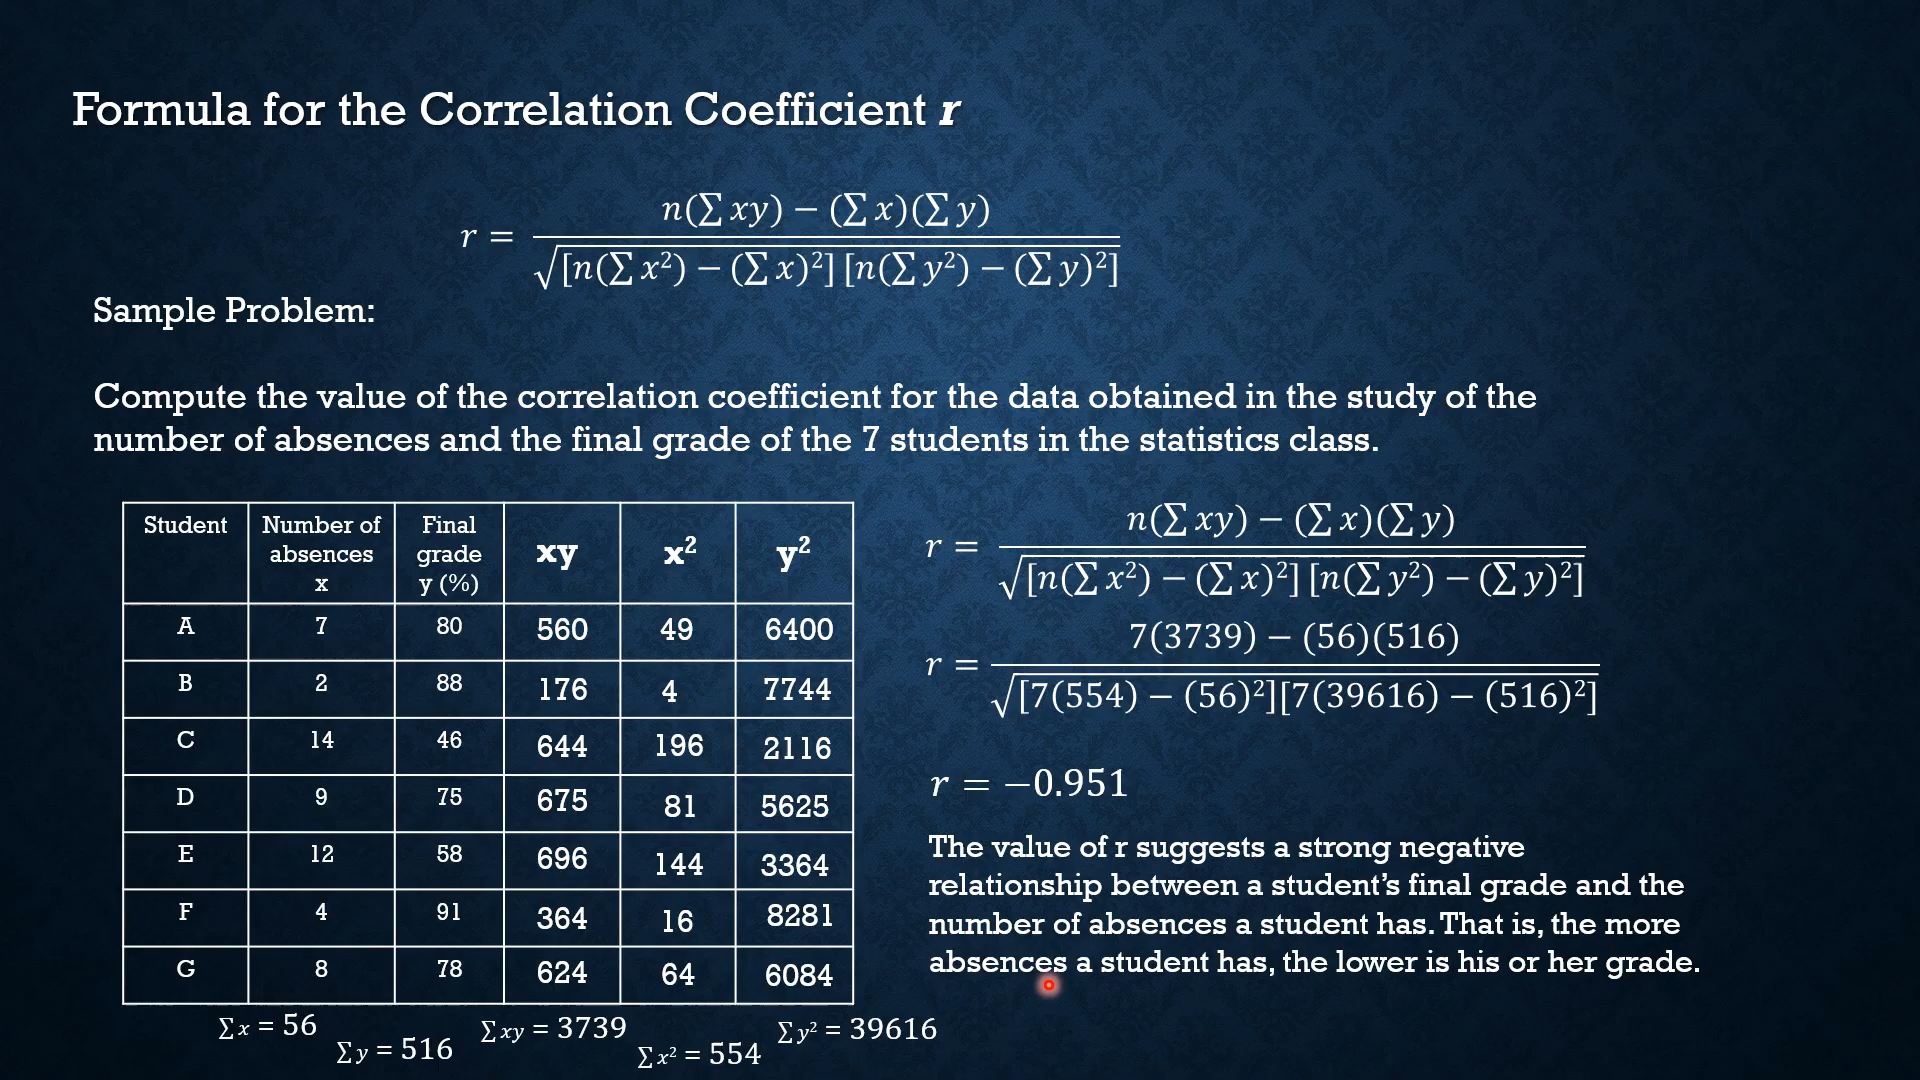 Formula for the Correlation Coefficient r
r = n(∑xy) − (∑x)(∑y) / √[n(∑x²) − (∑x)²] [n(∑y²) − (∑y)²]
Sample Problem:
Compute the value of the correlation coefficient for the data obtained in the study of the
number of absences and the final grade of the 7 students in the statistics class.
Student | Number of absences x | Final grade y (%) | xy | x² | y²
A | 7 | 80 | 560 | 49 | 6400
B | 2 | 88 | 176 | 4 | 7744
C | 14 | 46 | 644 | 196 | 2116
D | 9 | 75 | 675 | 81 | 5625
E | 12 | 58 | 696 | 144 | 3364
F | 4 | 91 | 364 | 16 | 8281
G | 8 | 78 | 624 | 64 | 6084
∑x = 56
∑y = 516
∑xy = 3739
∑x² = 554
∑y² = 39616
r = n(∑xy) − (∑x)(∑y) / √[n(∑x²) − (∑x)²] [n(∑y²) − (∑y)²]
r = 7(3739) − (56)(516) / √[7(554) − (56)²][7(39616) − (516)²]
r = −0.951
The value of r suggests a strong negative
relationship between a student's final grade and the
number of absences a student has. That is, the more
absences a student has, the lower is his or her grade.